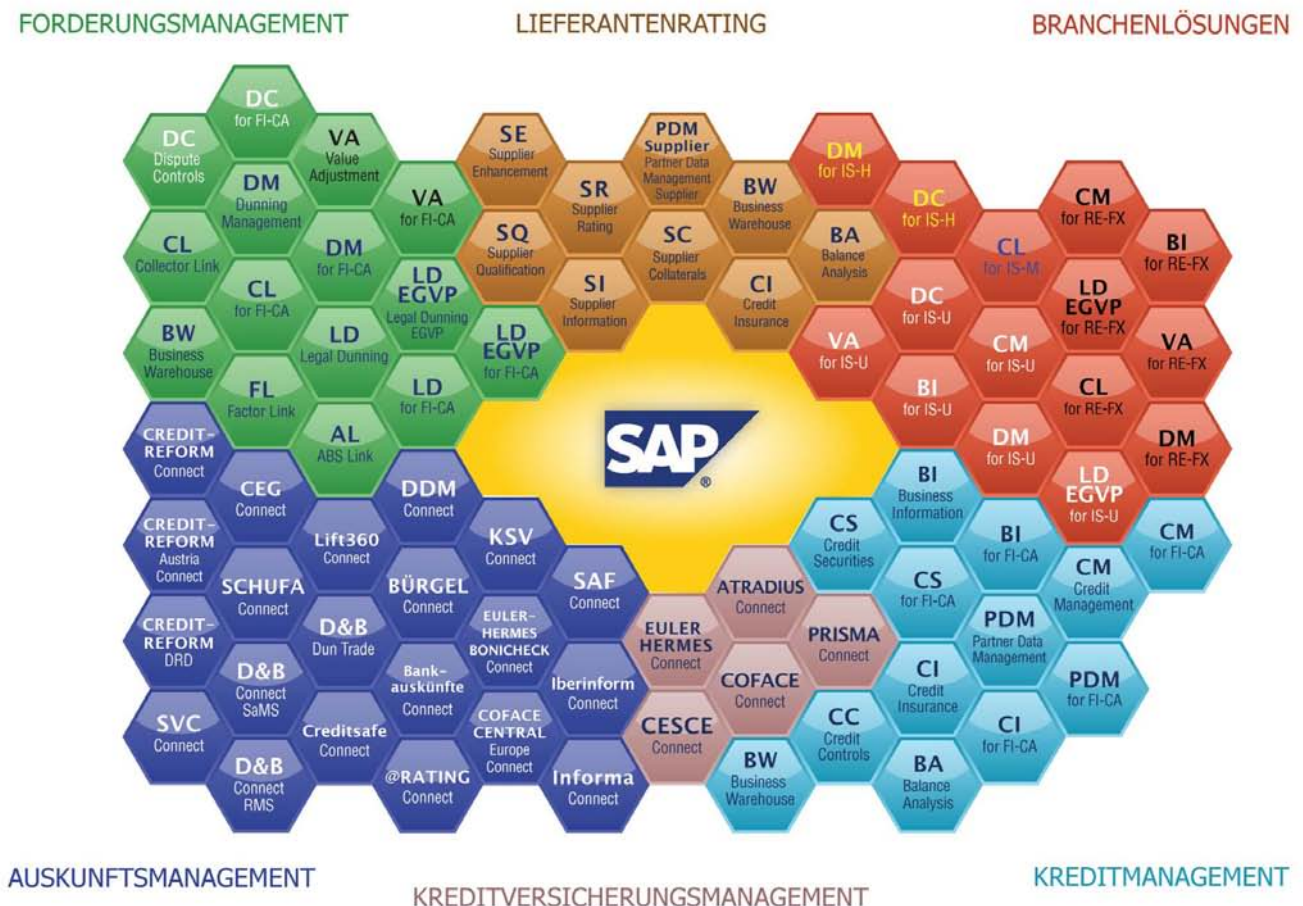 FORDERUNGSMANAGEMENT
LIEFERANTENRATING
BRANCHENLÖSUNGEN
DC
for FI-CA
DC
Dispute
Controls
VA
Value
Adjustment
DM
Dunning
Management
VA
for FI-CA
CL
Collector Link
DM
for FI-CA
CL
for FI-CA
LD
EGVP
Legal Dunning
EGVP
BW
Business
Warehouse
LD
Legal Dunning
LD
EGVP
for FI-CA
FL
Factor Link
LD
for FI-CA
AL
ABS Link
SE
Supplier
Enhancement
PDM
Supplier
Partner Data
Management
Supplier
SR
Supplier
Rating
BW
Business
Warehouse
SQ
Supplier
Qualification
SC
Supplier
Collaterals
BA
Balance
Analysis
SI
Supplier
Information
CI
Credit
Insurance
DM
for IS-H
DC
for IS-H
CM
for RE-FX
CL
for IS-M
BI
for RE-FX
DC
for IS-U
LD
EGVP
for RE-FX
VA
for IS-U
CM
for IS-U
VA
for RE-FX
BI
for IS-U
CL
for RE-FX
DM
for IS-U
DM
for RE-FX
LD
EGVP
for IS-U
SAP
®
CREDIT-
REFORM
Connect
CEG
Connect
DDM
Connect
CREDIT-
REFORM
Austria
Connect
Lift360
Connect
KSV
Connect
SCHUFA
Connect
BÜRGEL
Connect
SAF
Connect
CREDIT-
REFORM
DRD
D&B
Dun Trade
EULER-
HERMES
BONICHECK
Connect
D&B
Connect
SaMS
Bank-
auskünfte
Connect
Iberinform
Connect
SVC
Connect
Creditsafe
Connect
COFACE
CENTRAL
Europe
Connect
D&B
Connect
RMS
@RATING
Connect
Informa
Connect
ATRADIUS
Connect
EULER
HERMES
Connect
PRISMA
Connect
COFACE
Connect
CESCE
Connect
BI
Business
Information
CS
Credit
Securities
BI
for FI-CA
CM
for FI-CA
CS
for FI-CA
CM
Credit
Management
PDM
Partner Data
Management
CI
Credit
Insurance
PDM
for FI-CA
CC
Credit
Controls
CI
for FI-CA
BW
Business
Warehouse
BA
Balance
Analysis
AUSKUNFTSMANAGEMENT
KREDITVERSICHERUNGSMANAGEMENT
KREDITMANAGEMENT